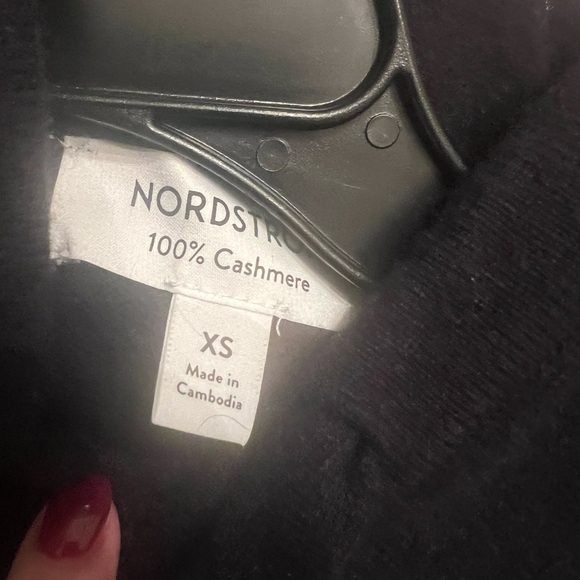 NORDSTRO
100% Cashmere
XS
Made in
Cambodia